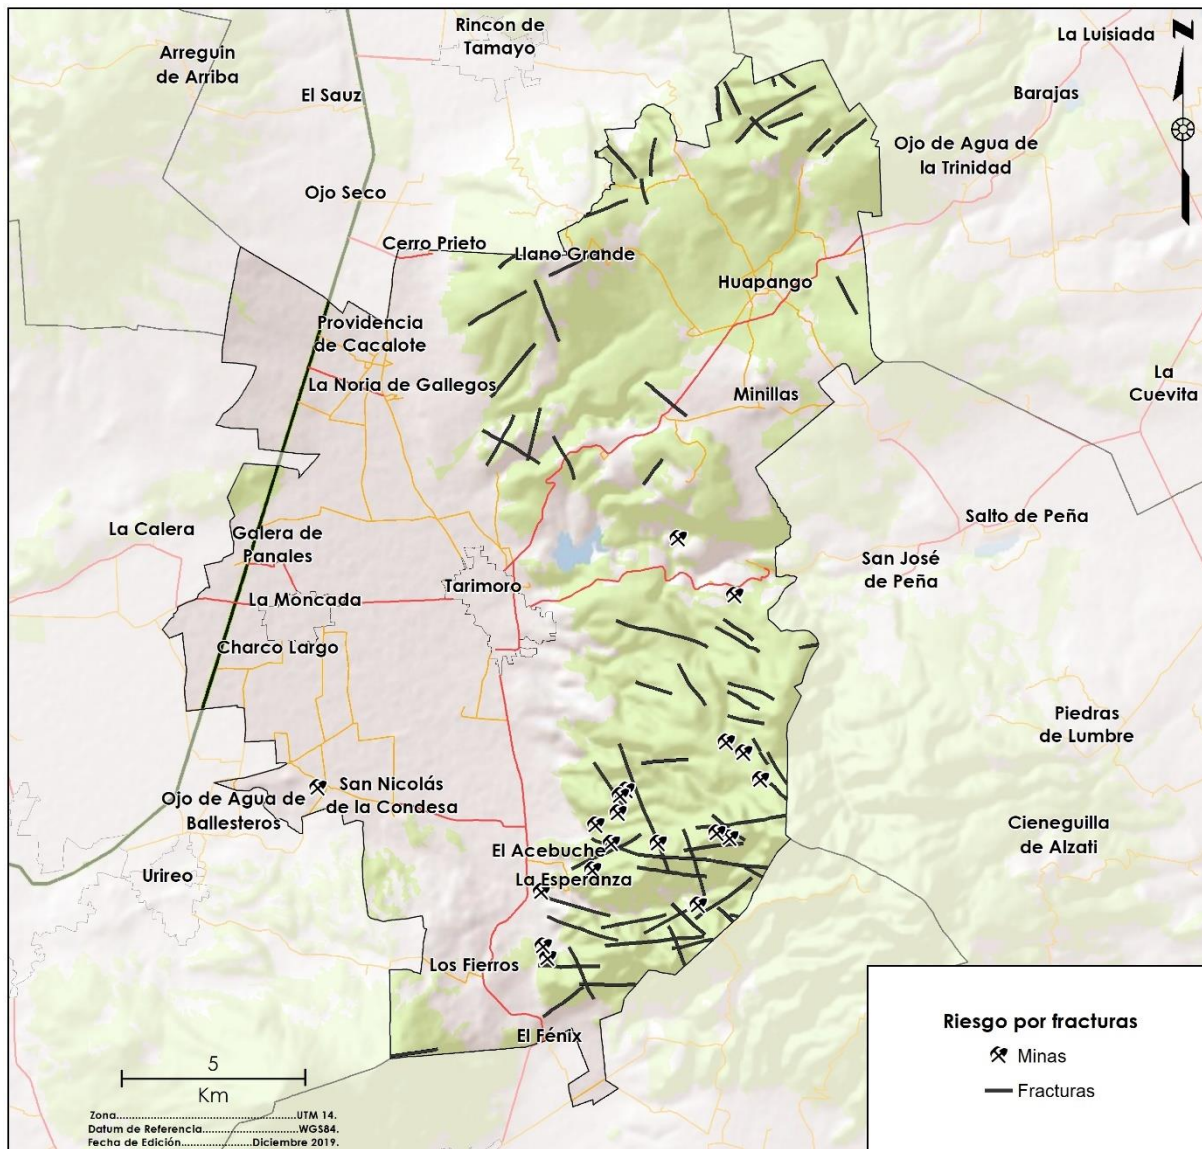 Rincon de
Tamayo
La Luisiada
Arreguin
de Arriba
El Sauz
Barajas
Ojo de Agua de
la Trinidad
Ojo Seco
Cerro Prieto
Llano Grande
Huapango
Providencia
de Cacalote
La Noria de Gallegos
Minillas
La
Cuevita
La Calera
Galera de
Panales
Salto de Peña
San José
de Peña
Tarimoro
La Moncada
Charco Largo
Piedras
de Lumbre
San Nicolás
de la Condesa
Ojo de Agua de
Ballesteros
Cieneguilla
de Alzati
El Acebuche
La Esperanza
Urireo
Los Fierros
El Fénix
N
5
Km
Zona....................................................UTM 14.
Datum de Referencia......................WGS84.
Fecha de Edición....................Diciembre 2019.
Riesgo por fracturas
Minas
Fracturas